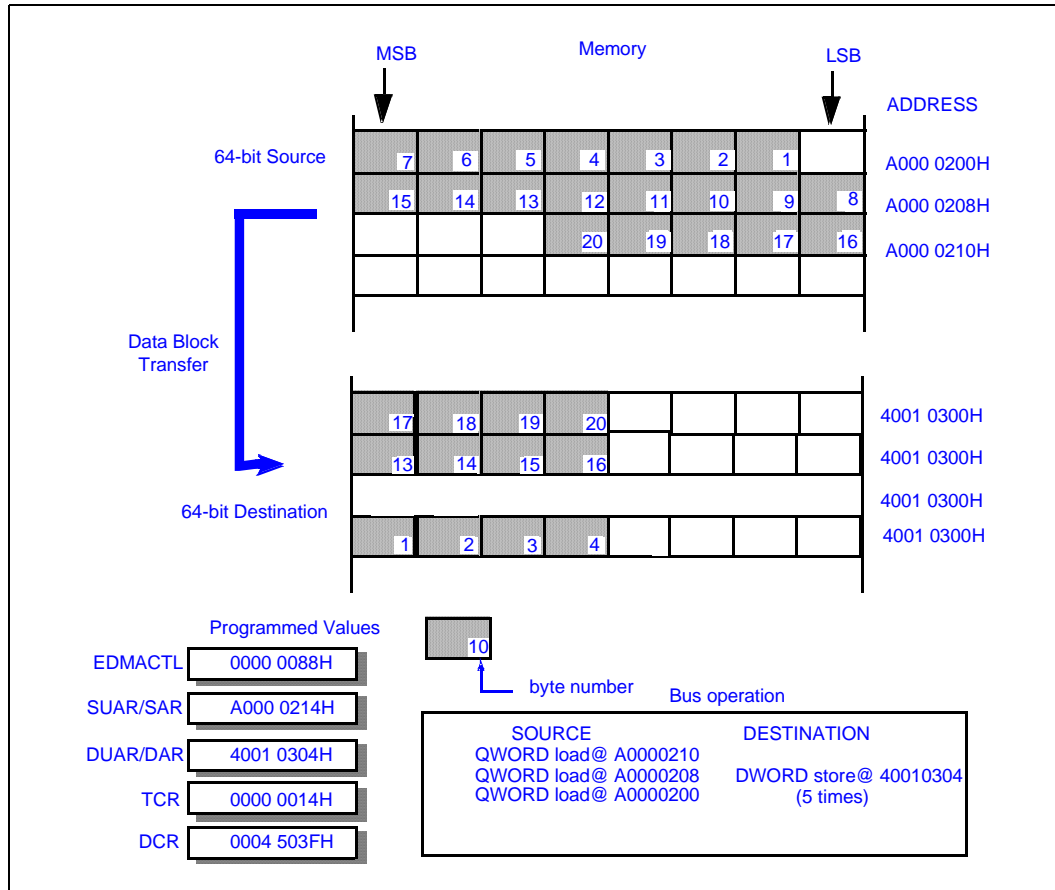 MSB Memory LSB
ADDRESS
64-bit Source 7 6 5 4 3 2 1 A000 0200H
15 14 13 12 11 10 9 8 A000 0208H
20 19 18 17 16 A000 0210H
Data Block
Transfer
17 18 19 20 4001 0300H
13 14 15 16 4001 0300H
64-bit Destination 4001 0300H
1 2 3 4 4001 0300H
Programmed Values
10
byte number
EDMACTL 0000 0088H
SUAR/SAR A000 0214H
DUAR/DAR 4001 0304H
TCR 0000 0014H
DCR 0004 503FH
Bus operation
SOURCE DESTINATION
QWORD load@ A0000210
QWORD load@ A0000208 DWORD store@ 40010304
QWORD load@ A0000200 (5 times)